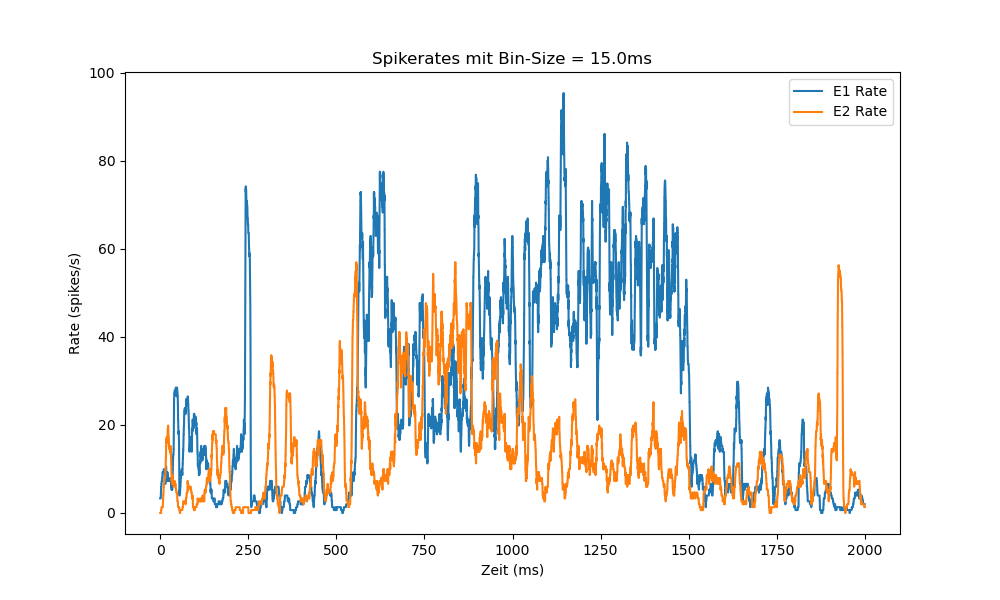 Spikerates mit Bin-Size = 15.0ms
E1 Rate
E2 Rate
100
80
60
40
20
0
Rate (spikes/s)
0 250 500 750 1000 1250 1500 1750 2000
Zeit (ms)